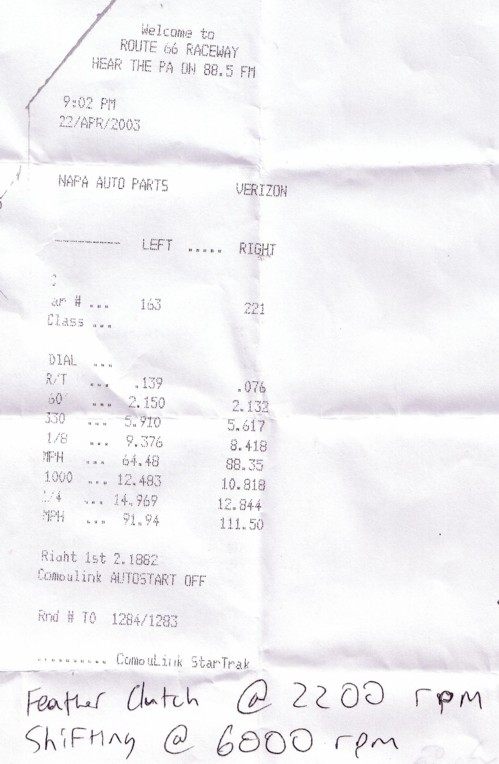 Welcome to
ROUTE 66 RACEWAY
HEAR THE PA ON 88.5 FM
9:02 PM
22/APR/2003
NAPA AUTO PARTS VERIZON
---------- LEFT ..... RIGHT
C
ar # ... 163 221
Class ...
DIAL ...
R/T ... .139 .076
60' ... 2.150 2.132
330 ... 5.910 5.617
1/8 ... 9.376 8.418
MPH ... 64.48 88.35
1000 ... 12.483 10.818
1/4 ... 14.969 12.844
MPH ... 91.94 111.50
Right 1st 2.1882
CompuLink AUTOSTART OFF
Rnd # TO 1284/1283
.......... CompuLink StarTrak
Feather Clutch @ 2200 rpm
Shifting @ 6000 rpm